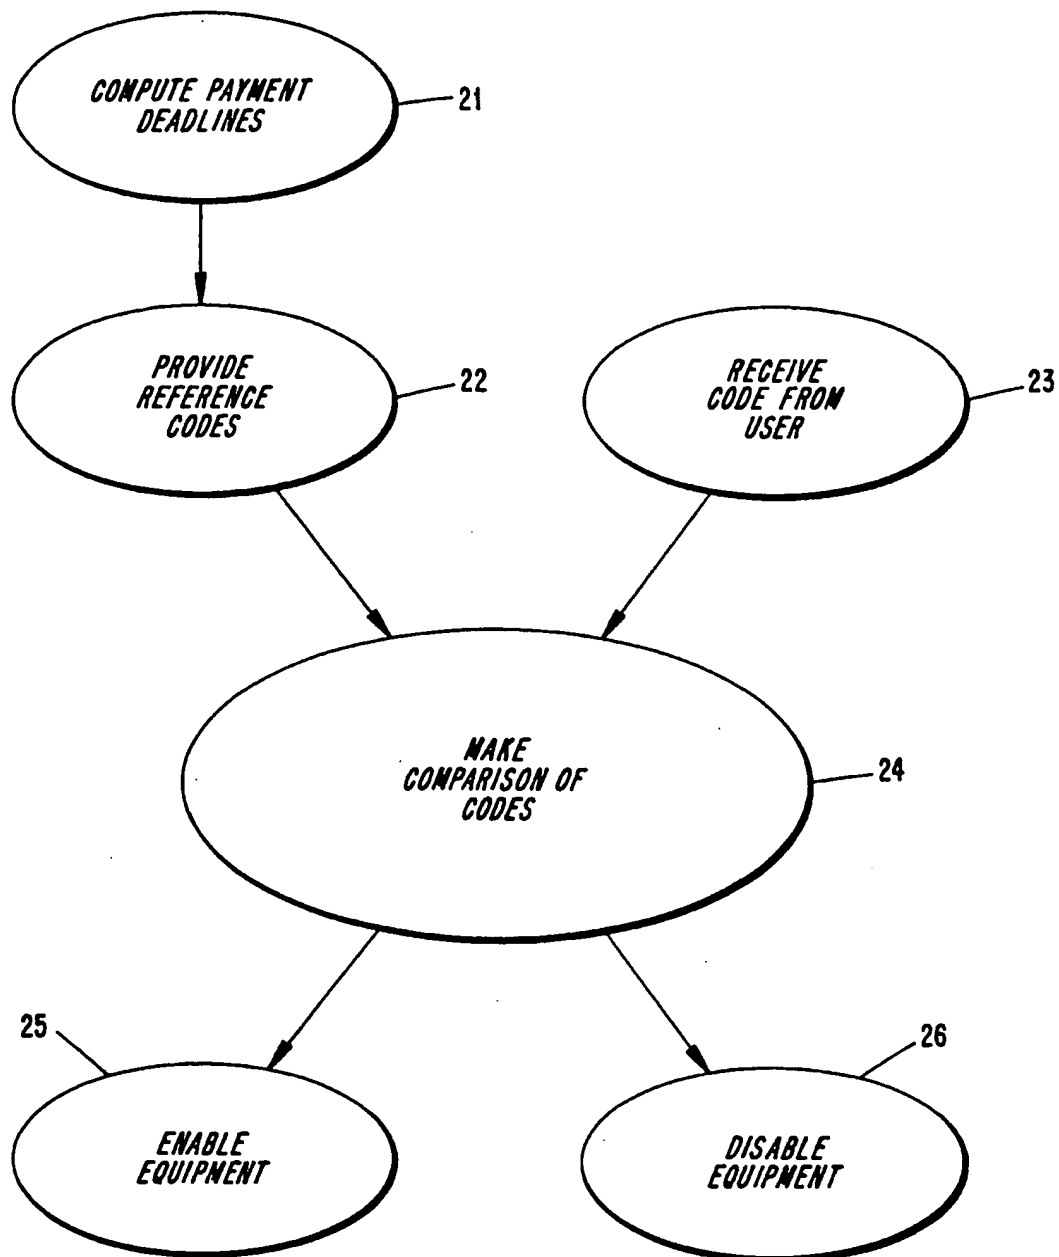 COMPUTE PAYMENT
DEADLINES
21
PROVIDE
REFERENCE
CODES
22
RECEIVE
CODE FROM
USER
23
MAKE
COMPARISON OF
CODES
24
25
ENABLE
EQUIPMENT
26
DISABLE
EQUIPMENT